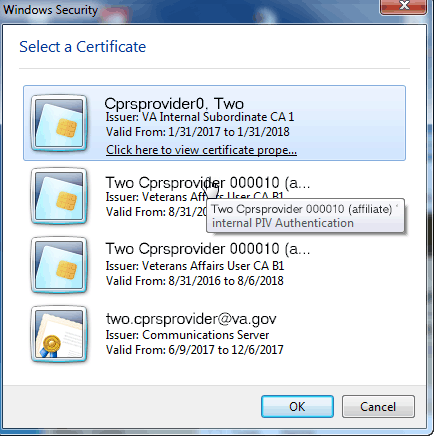 Windows Security
Select a Certificate
Cprsprovider0, Two
Issuer: VA Internal Subordinate CA 1
Valid From: 1/31/2017 to 1/31/2018
Click here to view certificate prope...
Two Cprsprovider 000010 (a...
Issuer: Veterans Affairs User CA B1
Valid From: 8/31/20
Two Cprsprovider 000010 (affiliate)
internal PIV Authentication
Two Cprsprovider 000010 (a...
Issuer: Veterans Affairs User CA B1
Valid From: 8/31/2016 to 8/6/2018
two.cprsprovider@va.gov
Issuer: Communications Server
Valid From: 6/9/2017 to 12/6/2017
OK
Cancel